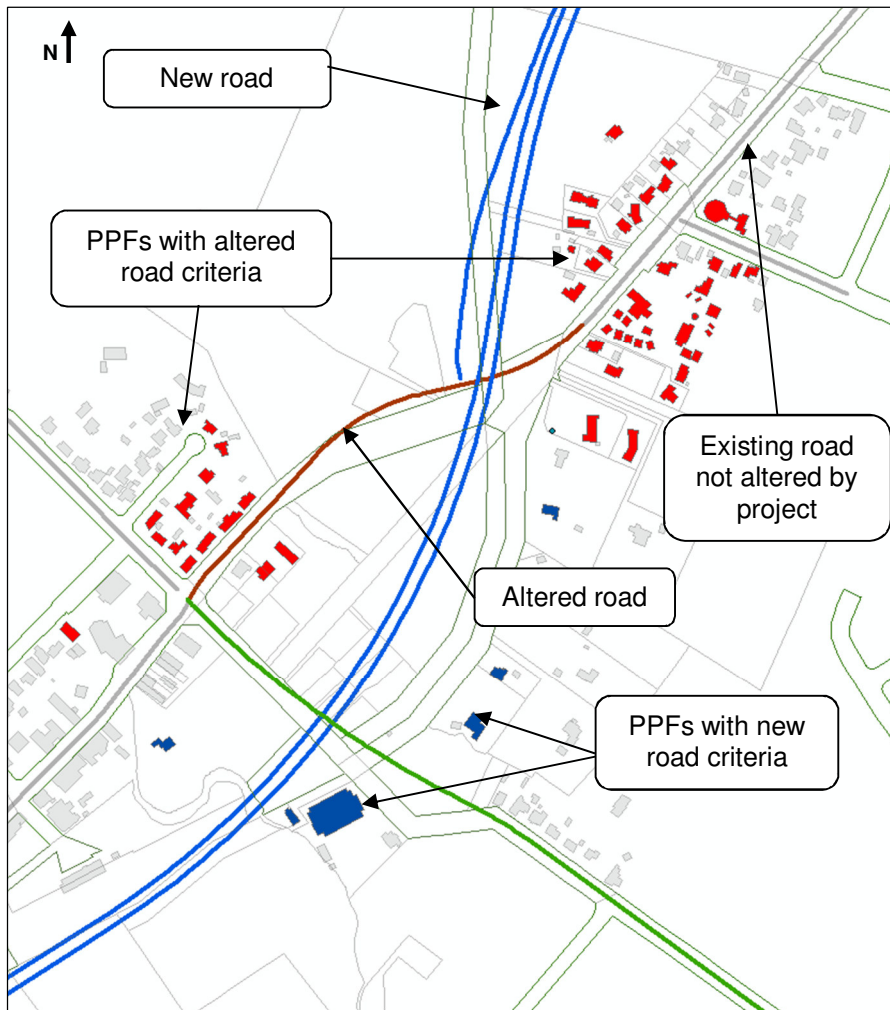 N
New road
PPFs with altered
road criteria
Existing road
not altered by
project
Altered road
PPFs with new
road criteria